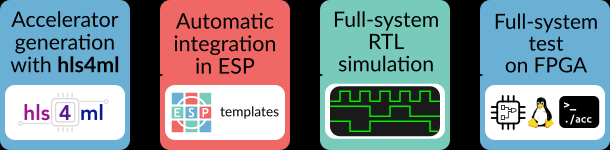 Accelerator
generation
with hls4ml
hls 4 ml
Automatic
integration
in ESP
ESP
templates
Full-system
RTL
simulation
Full-system
test
on FPGA
>_
./acc